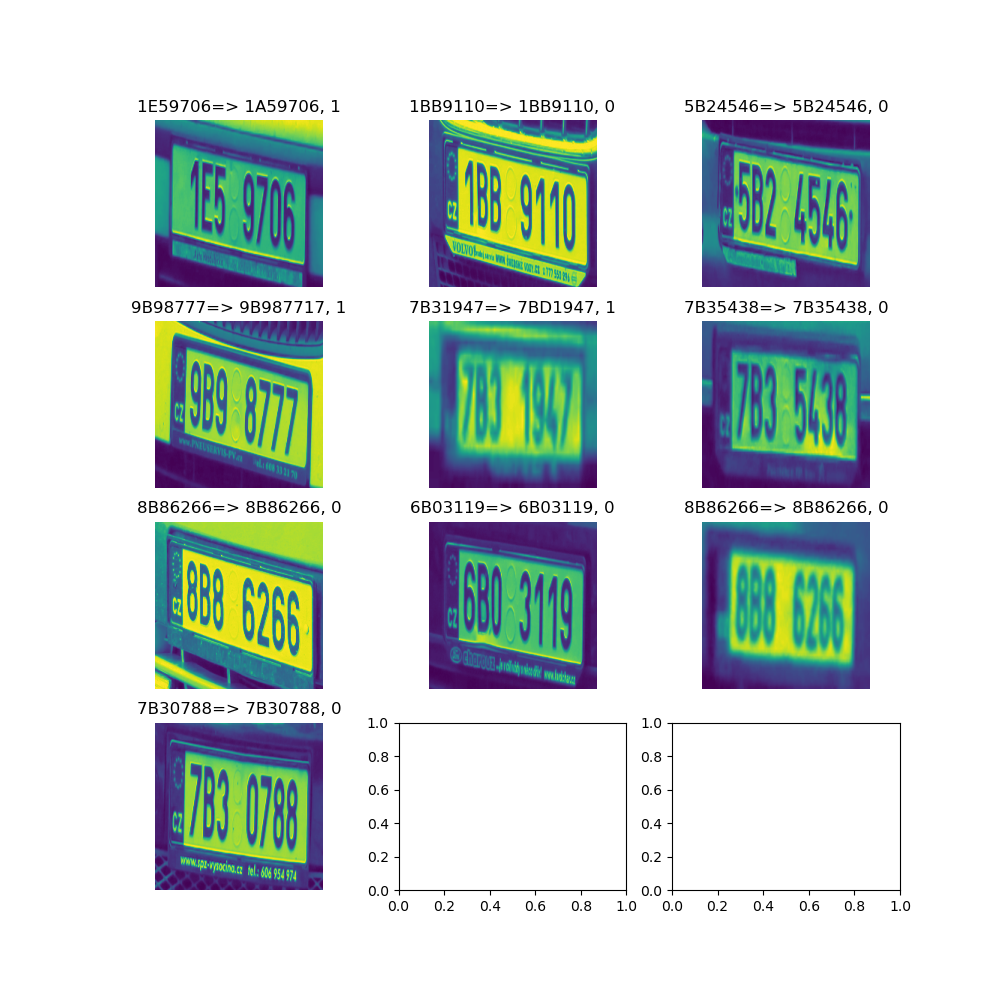 1E59706=> 1A59706, 1
1BB9110=> 1BB9110, 0
5B24546=> 5B24546, 0
1E5 9706
CZ 1BB 9110
VOLVO
CZ 5B2 4546
9B98777=> 9B987717, 1
7B31947=> 7BD1947, 1
7B35438=> 7B35438, 0
CZ 9B9 8777
7B3 1947
CZ 7B3 5438
8B86266=> 8B86266, 0
6B03119=> 6B03119, 0
8B86266=> 8B86266, 0
CZ 8B8 6266
CZ 6B0 3119
8B8 6266
7B30788=> 7B30788, 0
CZ 7B3 0788
www.spz-vysocina.cz tel.: 606 954 974
1.0
0.8
0.6
0.4
0.2
0.0
0.0 0.2 0.4 0.6 0.8 1.0
1.0
0.8
0.6
0.4
0.2
0.0
0.0 0.2 0.4 0.6 0.8 1.0